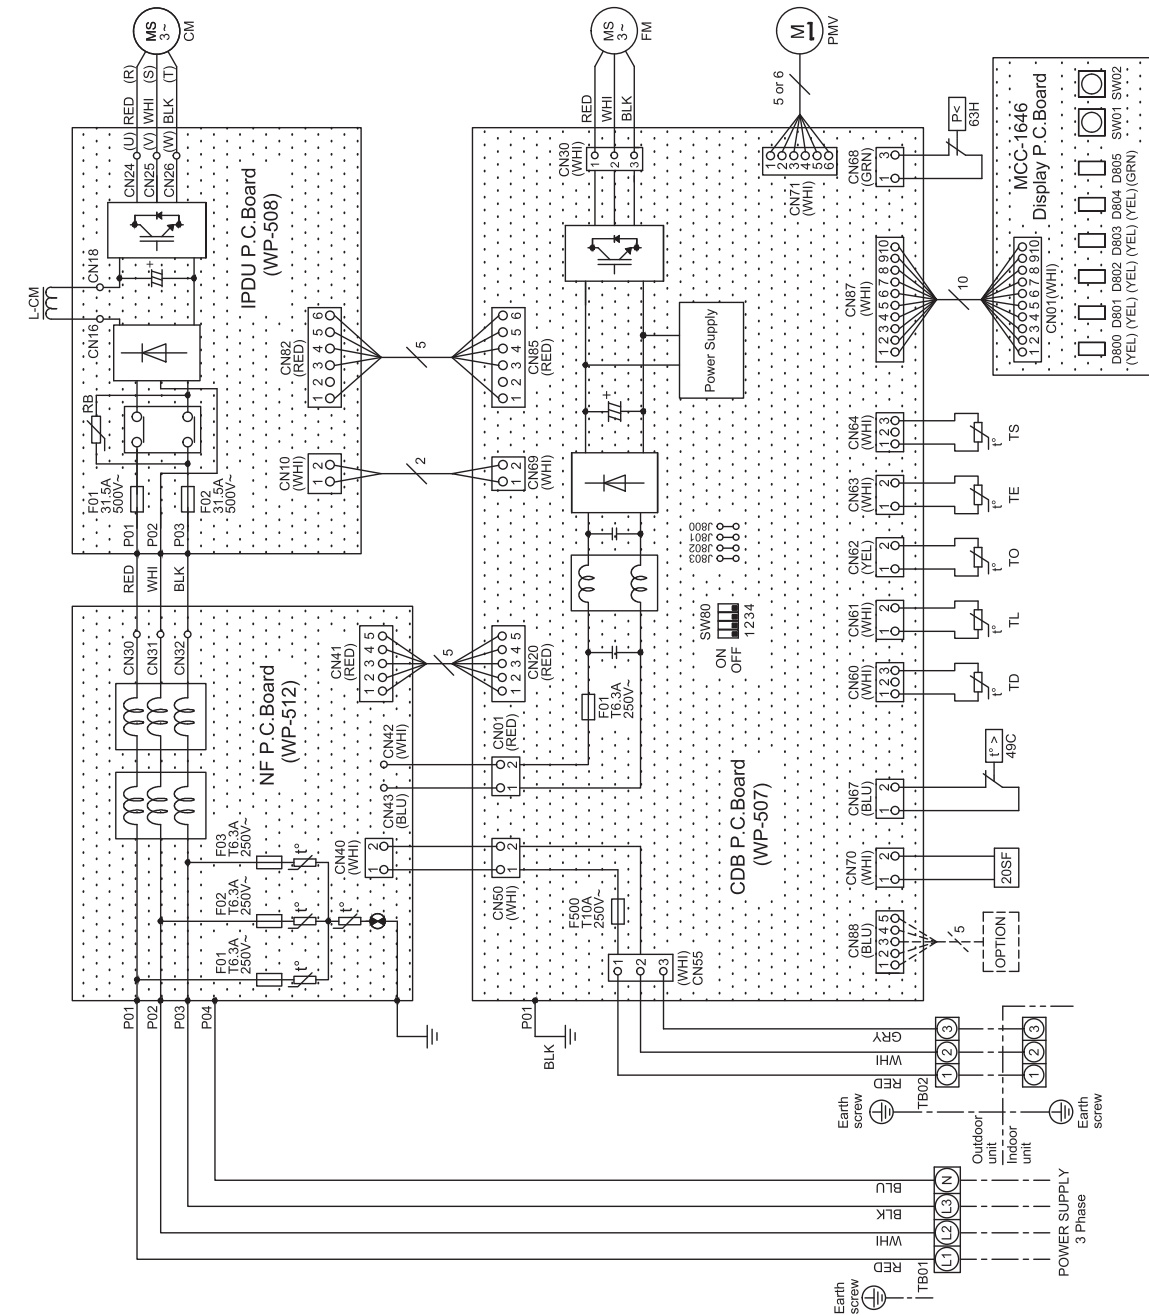 MS
3~
CM
(R)
(S)
(T)
RED
WHI
BLK
(U)
(V)
(W)
CN24
CN25
CN26
CN18
L-CM
CN16
+
IPDU P.C.Board
(WP-508)
RB
F01
31.5A
500V~
F02
31.5A
500V~
P01
P02
P03
CN82
(RED)
1 2 3 4 5 6
CN10
(WHI)
1 2
5
2
RED
WHI
BLK
CN30
CN31
CN32
NF P.C.Board
(WP-512)
CN41
(RED)
1 2 3 4 5
5
CN42
(WHI)
CN43
(BLU)
CN40
(WHI)
1 2
F03
T6.3A
250V~
F02
T6.3A
250V~
F01
T6.3A
250V~
t°
t°
t°
t°
P01
P02
P03
P04
MS
3~
FM
RED
WHI
BLK
CN30
(WHI)
1
2
3
M
PMV
5 or 6
1 2 3 4 5 6
CN71
(WHI)
P<
63H
CN68
(GRN)
1 3
+
Power Supply
CN85
(RED)
1 2 3 4 5 6
CN69
(WHI)
1 2
CN20
(RED)
1 2 3 4 5
CN01
(RED)
1 2
CN50
(WHI)
1 2
F01
T6.3A
250V~
F500
T10A
250V~
J800
J801
J802
J803
SW80
ON
OFF
1 2 3 4
CDB P.C.Board
(WP-507)
1
2
3
(WHI)
CN55
P01
BLK
CN87
(WHI)
1 2 3 4 5 6 7 8 9 10
10
MCC-1646
Display P.C.Board
1 2 3 4 5 6 7 8 9 10
CN01(WHI)
SW02
SW01
D805
(GRN)
D804
(YEL)
D803
(YEL)
D802
(YEL)
D801
(YEL)
D800
(YEL)
CN64
(WHI)
1 2 3
t°
TS
CN63
(WHI)
1 2
t°
TE
CN62
(YEL)
1 2
t°
TO
CN61
(WHI)
1 2
t°
TL
CN60
(WHI)
1 2 3
t°
TD
CN67
(BLU)
1 2
t° >
49C
CN70
(WHI)
1 2
20SF
CN88
(BLU)
1 2 3 4 5
5
OPTION
GRY
WHI
RED
3
2
1
TB02
3
2
1
Earth
screw
Earth
screw
Outdoor
unit
Indoor
unit
BLU
BLK
WHI
RED
N
L3
L2
L1
TB01
Earth
screw
POWER SUPPLY
3 Phase